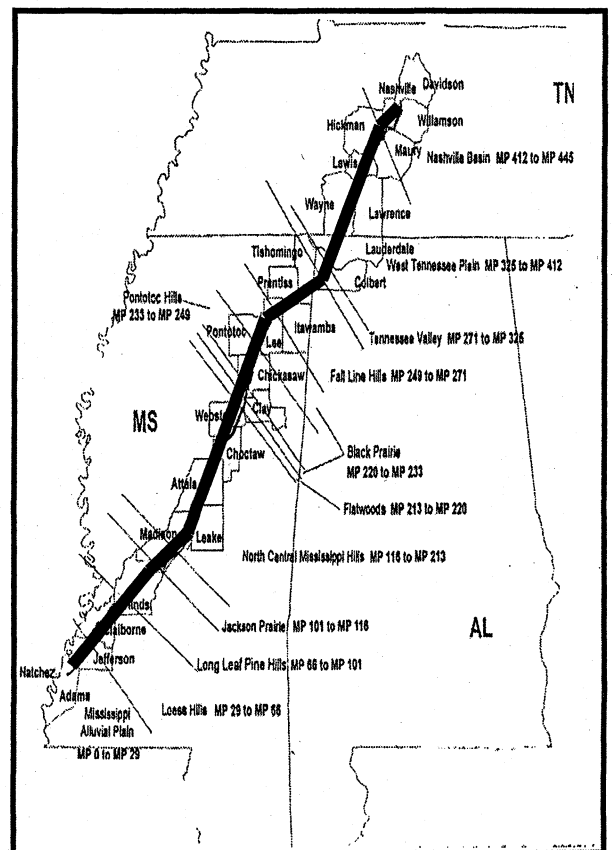 Nashville Davidson
TN
Hickman Williamson
Maury
Nashville Basin MP 412 to MP 445
Lewis
Wayne
Lawrence
Lauderdale
Tishomingo
West Tennessee Plain MP 325 to MP 412
Prentiss Colbert
Pontotoc Hills
MP 233 to MP 249
Itawamba
Pontotoc
Lee
Tennessee Valley MP 271 to MP 325
Chickasaw
Fall Line Hills MP 249 to MP 271
MS
Webst Clay
Choctaw
Black Prairie
MP 220 to MP 233
Attala
Flatwoods MP 213 to MP 220
Madison Leake
North Central Mississippi Hills MP 116 to MP 213
inds
Jackson Prairie MP 101 to MP 116
AL
laiborne
Jefferson
Long Leaf Pine Hills MP 66 to MP 101
Natchez
Adams
Loess Hills MP 29 to MP 66
Mississippi
Alluvial Plain
MP 0 to MP 29